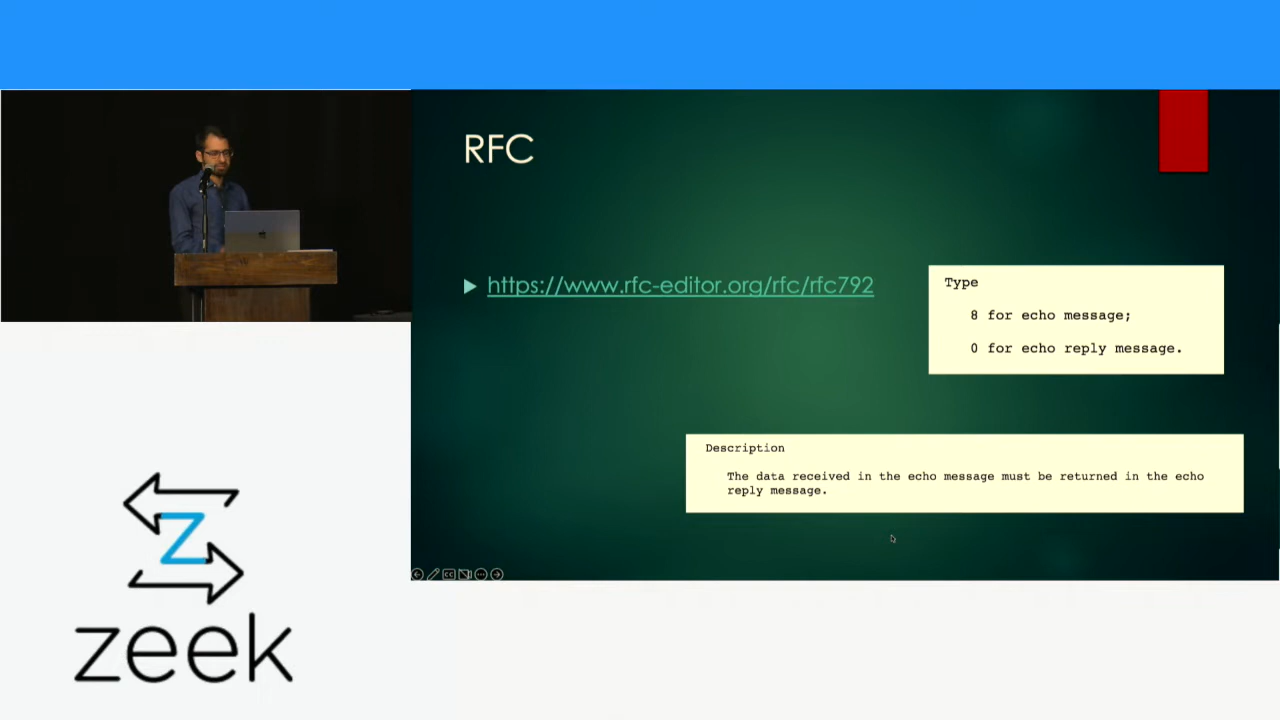 RFC
https://www.rfc-editor.org/rfc/rfc792
Type
8 for echo message;
0 for echo reply message.
Description
The data received in the echo message must be returned in the echo
reply message.
Z
zeek